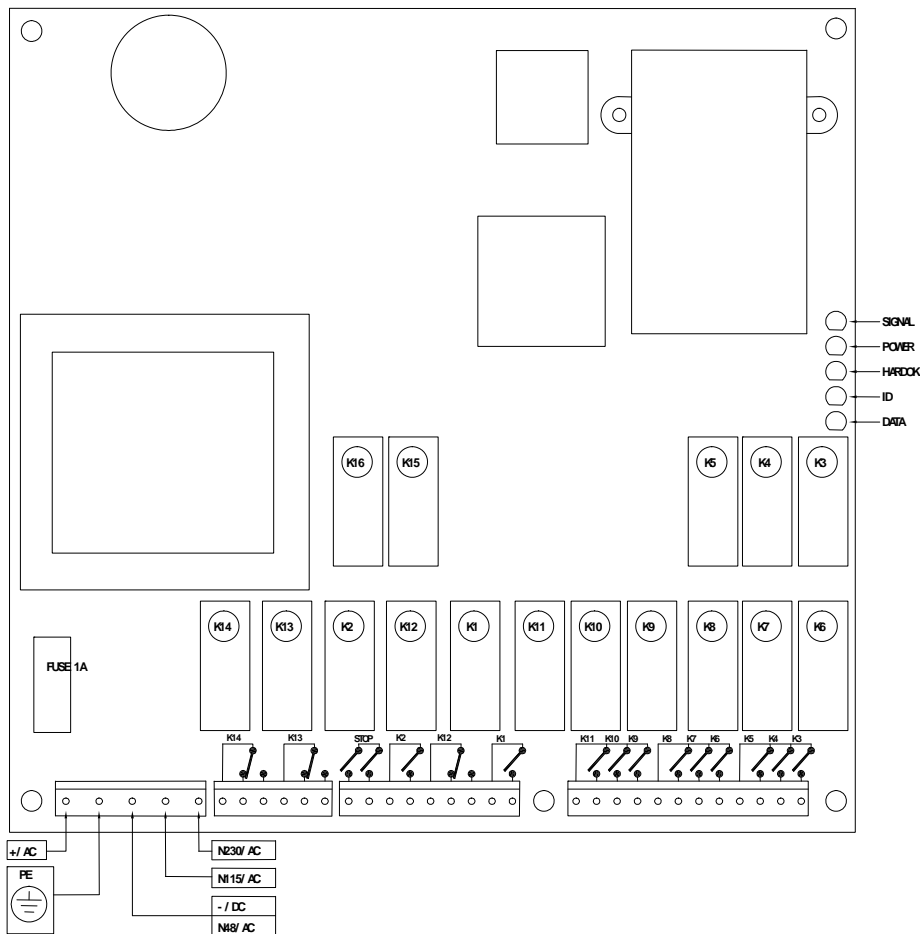 SIGNAL
POWER
HARDOK
ID
DATA
K16 K15 K5 K4 K3
K14 K13 K2 K12 K1 K11 K10 K9 K8 K7 K6
FUSE 1A
K14 K13 STOP K2 K12 K1 K11 K10 K9 K8 K7 K6 K5 K4 K3
+/ AC N230/ AC
PE N115/ AC
- / DC
N48/ AC